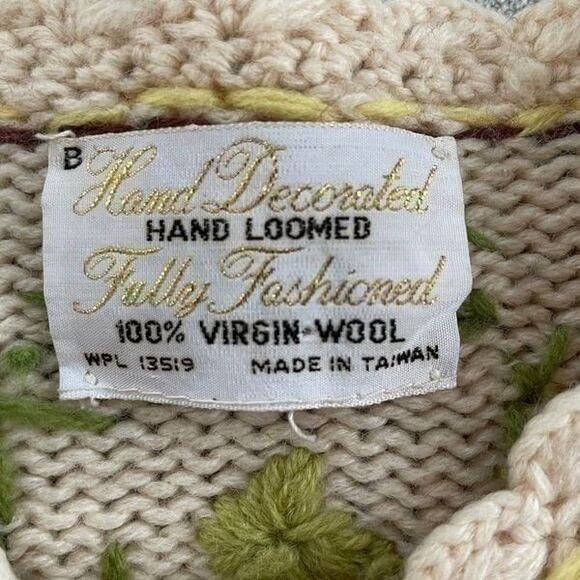 B Hand Decorated
HAND LOOMED
Fully Fashioned
100% VIRGIN-WOOL
WPL 13519 MADE IN TAIWAN